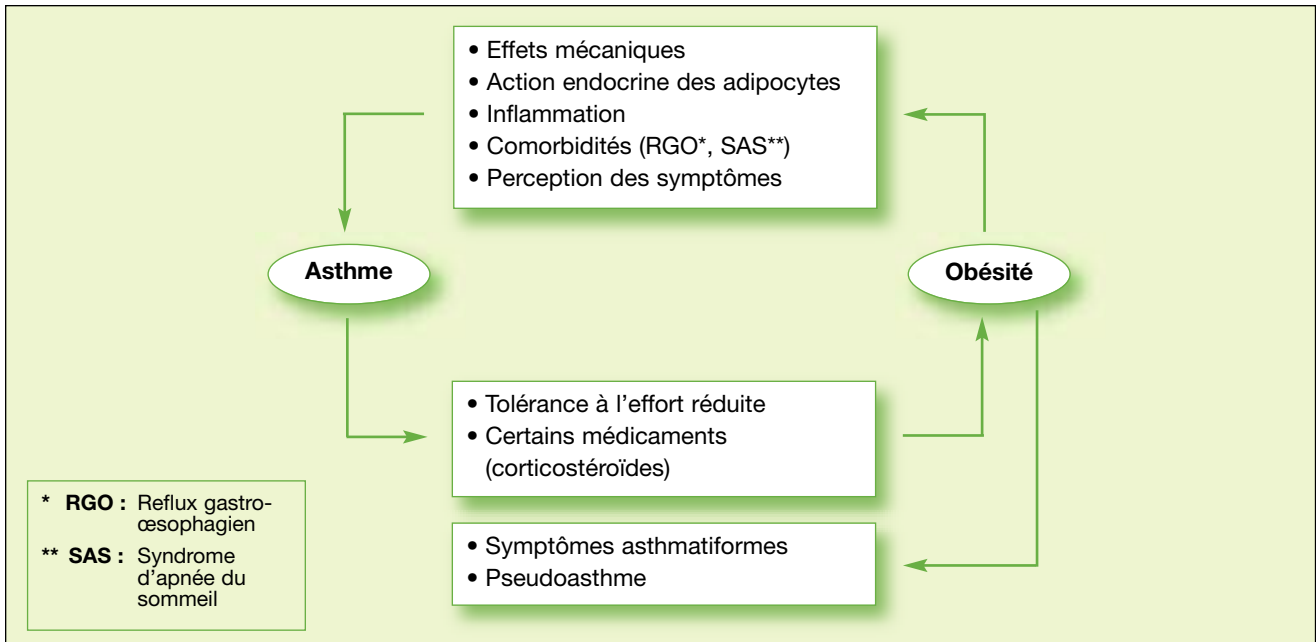 • Effets mécaniques
• Action endocrine des adipocytes
• Inflammation
• Comorbidités (RGO*, SAS**)
• Perception des symptômes
Asthme
Obésité
• Tolérance à l'effort réduite
• Certains médicaments
(corticostéroïdes)
• Symptômes asthmatiformes
• Pseudoasthme
* RGO : Reflux gastro-
œsophagien
** SAS : Syndrome
d'apnée du
sommeil